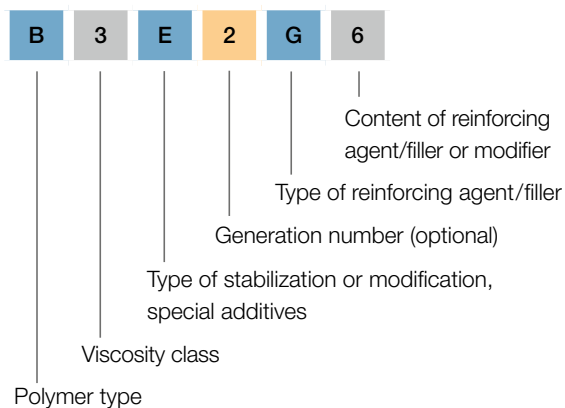 B 3 E 2 G 6
Content of reinforcing
agent/filler or modifier
Type of reinforcing agent/filler
Generation number (optional)
Type of stabilization or modification,
special additives
Viscosity class
Polymer type